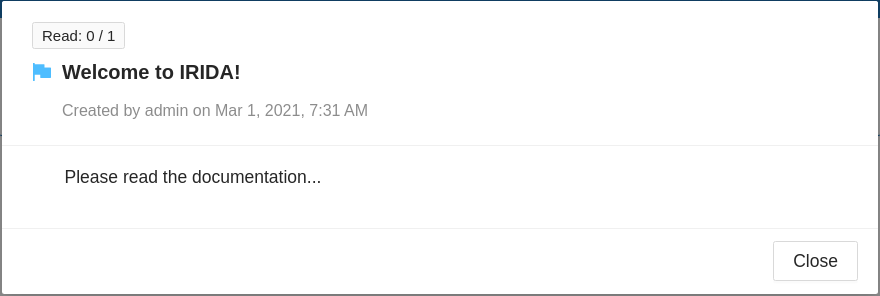 Read: 0 / 1
Welcome to IRIDA!
Created by admin on Mar 1, 2021, 7:31 AM
Please read the documentation...
Close